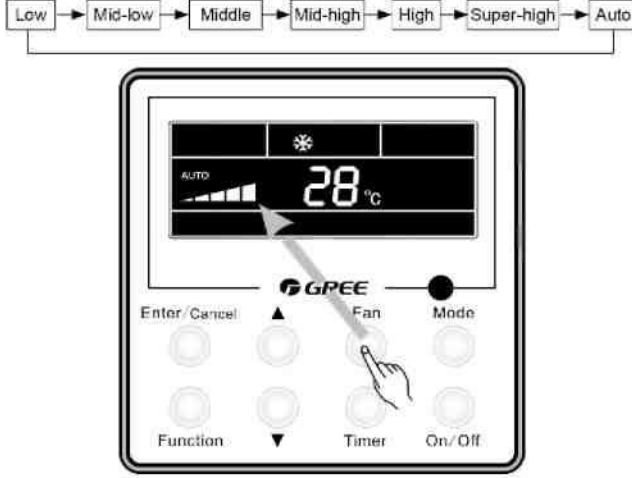 Low Mid-low Middle Mid-high High Super-high Auto
AUTO
28 °C
GREE
Enter/Cancel ▲ Fan Mode
Function ▼ Timer On/Off